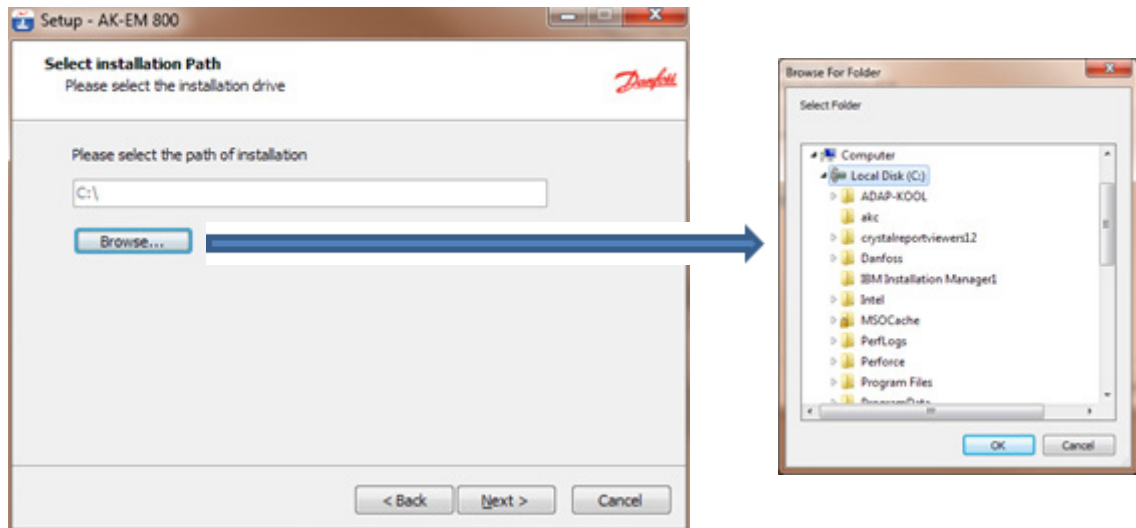 Setup - AK-EM 800
Select installation Path
Please select the installation drive
Danfoss
Please select the path of installation
C:\
Browse...
< Back
Next >
Cancel
Browse For Folder
Select Folder
Computer
Local Disk (C:)
ADAP-KOOL
akc
crystalreportviewers12
Danfoss
IBM Installation Manager1
Intel
MSOCache
PerfLogs
Perforce
Program Files
ProgramData
OK
Cancel